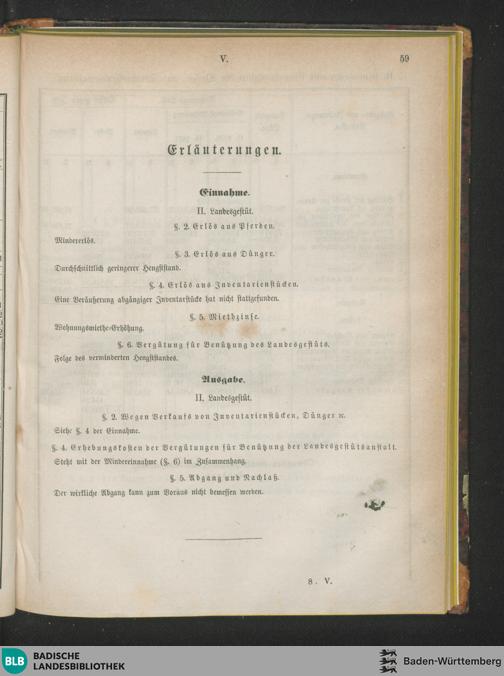 V.
59
Erläuterungen.
Einnahme.
II. Landesgestüt.
§. 2. Erlös aus Pferden.
Mindererlös.
§. 3. Erlös aus Dünger.
Durchschnittlich geringerer Hengststand.
§. 4. Erlös aus Inventarienstücken.
Eine Veräußerung abgängiger Inventarstücke hat nicht stattgefunden.
§. 5. Miethzinse.
Wohnungsmiethe-Erhöhung.
§. 6. Vergütung für Benützung des Landesgestüts.
Folge des verminderten Hengststandes.
Ausgabe.
II. Landesgestüt.
§. 2. Wegen Verkaufs von Inventarienstücken, Dünger ꝛc.
Siehe §. 4 der Einnahme.
§. 4. Erhebungskosten der Vergütungen für Benützung der Landesgestütsanstalt.
Steht mit der Mindereinnahme (§. 6) im Zusammenhang.
§. 5. Abgang und Nachlaß.
Der wirkliche Abgang kann zum Voraus nicht bemessen werden.
8. V.
BLB
BADISCHE
LANDESBIBLIOTHEK
Baden-Württemberg